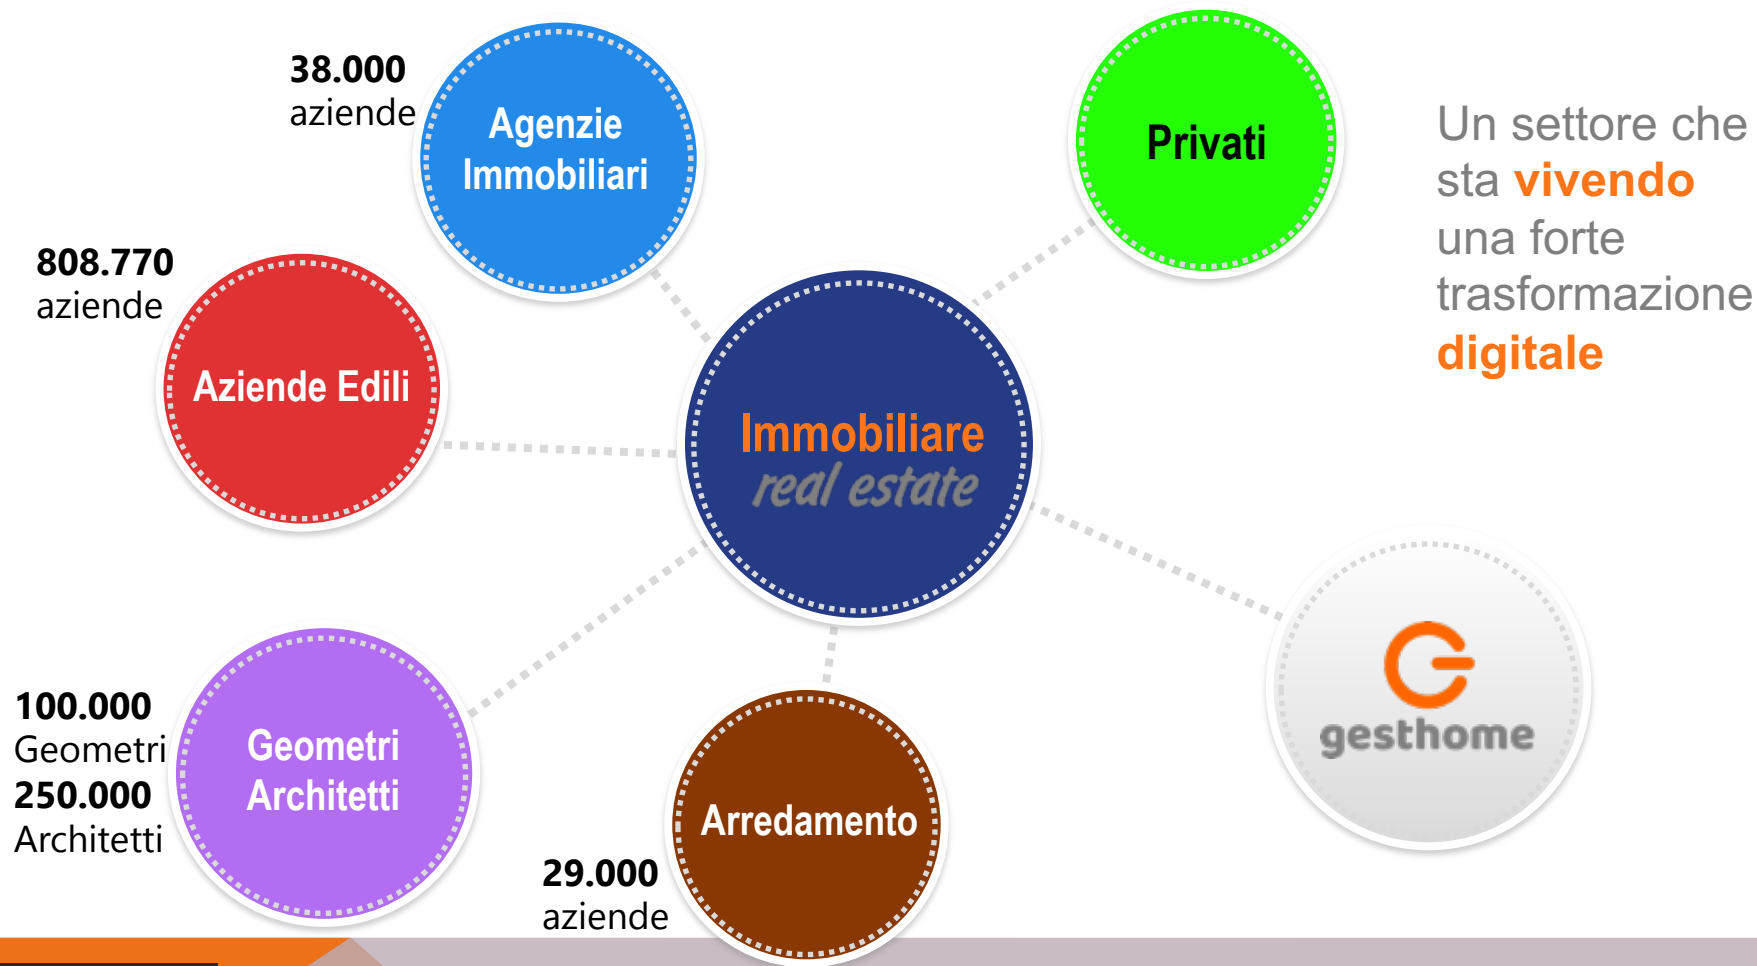 38.000
aziende
Agenzie
Immobiliari
Privati
Un settore che
sta vivendo
una forte
trasformazione
digitale
808.770
aziende
Aziende Edili
Immobiliare
real estate
gesthome
100.000
Geometri
250.000
Architetti
Geometri
Architetti
Arredamento
29.000
aziende